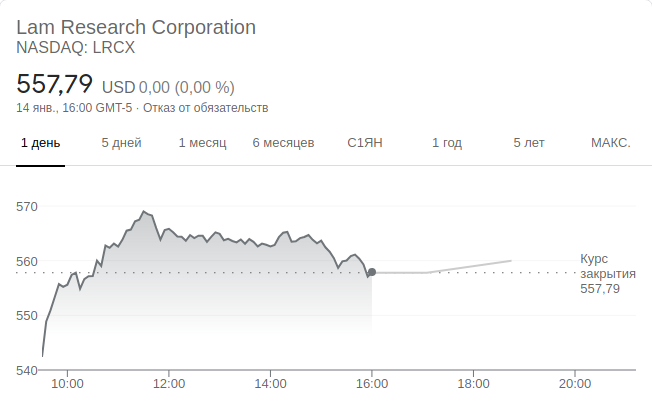 Lam Research Corporation
NASDAQ: LRCX
557,79 USD 0,00 (0,00 %)
14 янв., 16:00 GMT-5 · Отказ от обязательств
1 день 5 дней 1 месяц 6 месяцев С1ЯН 1 год 5 лет МАКС.
570
560
550
540
Курс
закрытия
557,79
10:00 12:00 14:00 16:00 18:00 20:00